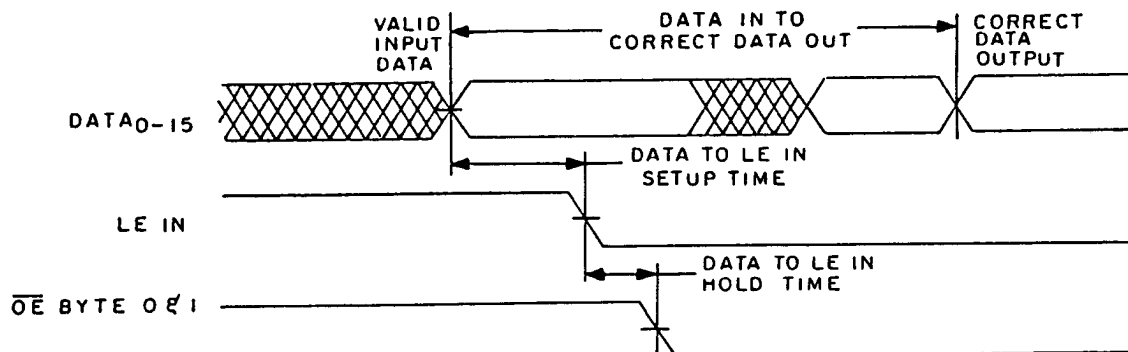 VALID
INPUT
DATA
DATA IN TO
CORRECT DATA OUT
CORRECT
DATA
OUTPUT
DATA0-15
DATA TO LE IN
SETUP TIME
LE IN
DATA TO LE IN
HOLD TIME
OE BYTE 0 & 1